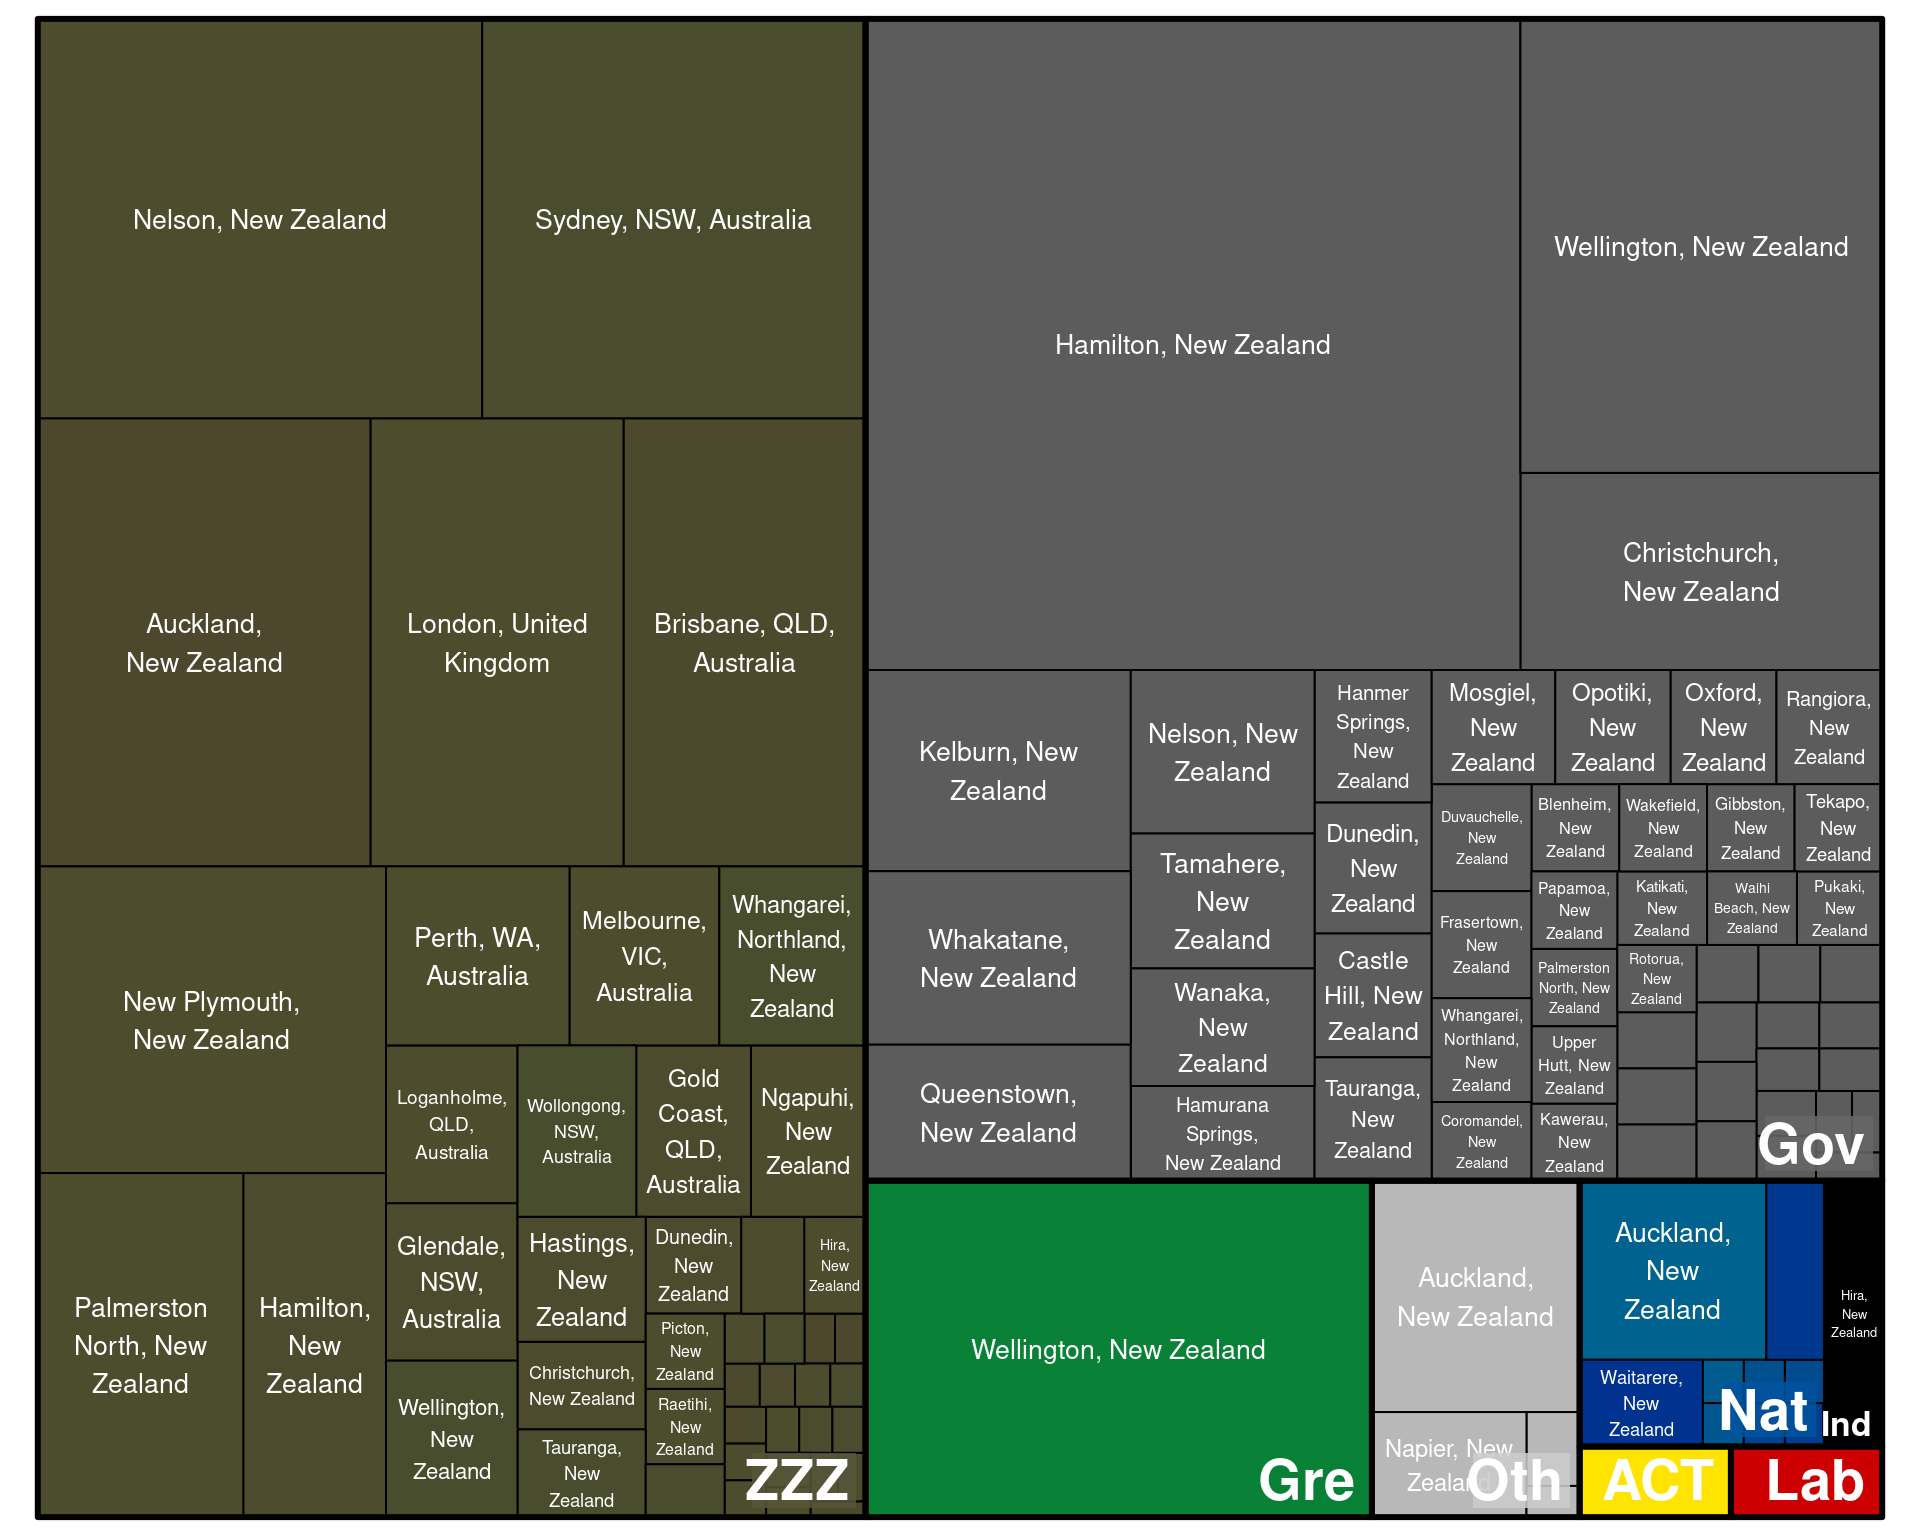 Nelson, New Zealand
Sydney, NSW, Australia
Auckland,
New Zealand
London, United
Kingdom
Brisbane, QLD,
Australia
New Plymouth,
New Zealand
Perth, WA,
Australia
Melbourne,
VIC,
Australia
Whangarei,
Northland,
New
Zealand
Loganholme,
QLD,
Australia
Wollongong,
NSW,
Australia
Gold
Coast,
QLD,
Australia
Ngapuhi,
New
Zealand
Palmerston
North, New
Zealand
Hamilton,
New
Zealand
Glendale,
NSW,
Australia
Wellington,
New
Zealand
Hastings,
New
Zealand
Christchurch,
New Zealand
Tauranga,
New
Zealand
Dunedin,
New
Zealand
Hira,
New
Zealand
Picton,
New
Zealand
Raetihi,
New
Zealand
ZZZ
Hamilton, New Zealand
Wellington, New Zealand
Christchurch,
New Zealand
Kelburn, New
Zealand
Whakatane,
New Zealand
Queenstown,
New Zealand
Nelson, New
Zealand
Tamahere,
New
Zealand
Wanaka,
New
Zealand
Hamurana
Springs,
New Zealand
Hanmer
Springs,
New
Zealand
Dunedin,
New
Zealand
Castle
Hill, New
Zealand
Tauranga,
New
Zealand
Mosgiel,
New
Zealand
Opotiki,
New
Zealand
Oxford,
New
Zealand
Rangiora,
New
Zealand
Duvauchelle,
New
Zealand
Frasertown,
New
Zealand
Whangarei,
Northland,
New
Zealand
Coromandel,
New
Zealand
Blenheim,
New
Zealand
Wakefield,
New
Zealand
Gibbston,
New
Zealand
Tekapo,
New
Zealand
Papamoa,
New
Zealand
Palmerston
North, New
Zealand
Upper
Hutt, New
Zealand
Kawerau,
New
Zealand
Katikati,
New
Zealand
Waihi
Beach, New
Zealand
Pukaki,
New
Zealand
Rotorua,
New
Zealand
Gov
Wellington, New Zealand
Gre
Auckland,
New Zealand
Napier, New
Zealand
Oth
Auckland,
New
Zealand
Waitarere,
New
Zealand
Nat
Hira,
New
Zealand
Ind
ACT
Lab